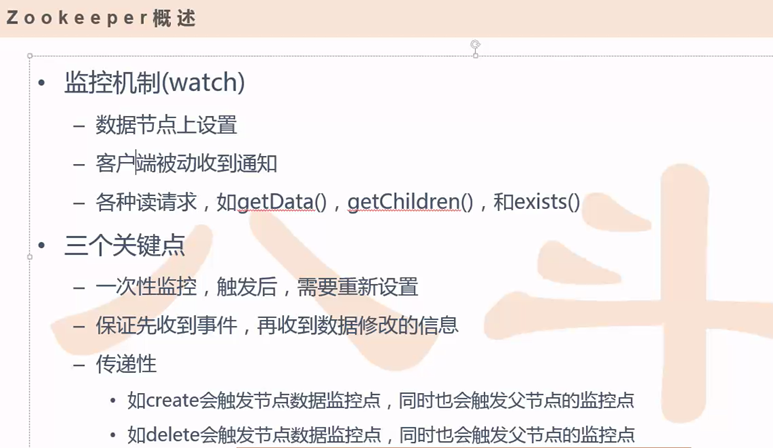 Zookeeper概述
• 监控机制(watch)
– 数据节点上设置
– 客户端被动收到通知
– 各种读请求，如getData()，getChildren()，和exists()
• 三个关键点
– 一次性监控，触发后，需要重新设置
– 保证先收到事件，再收到数据修改的信息
– 传递性
• 如create会触发节点数据监控点，同时也会触发父节点的监控点
• 如delete会触发节点数据监控点，同时也会触发父节点的监控点
八斗